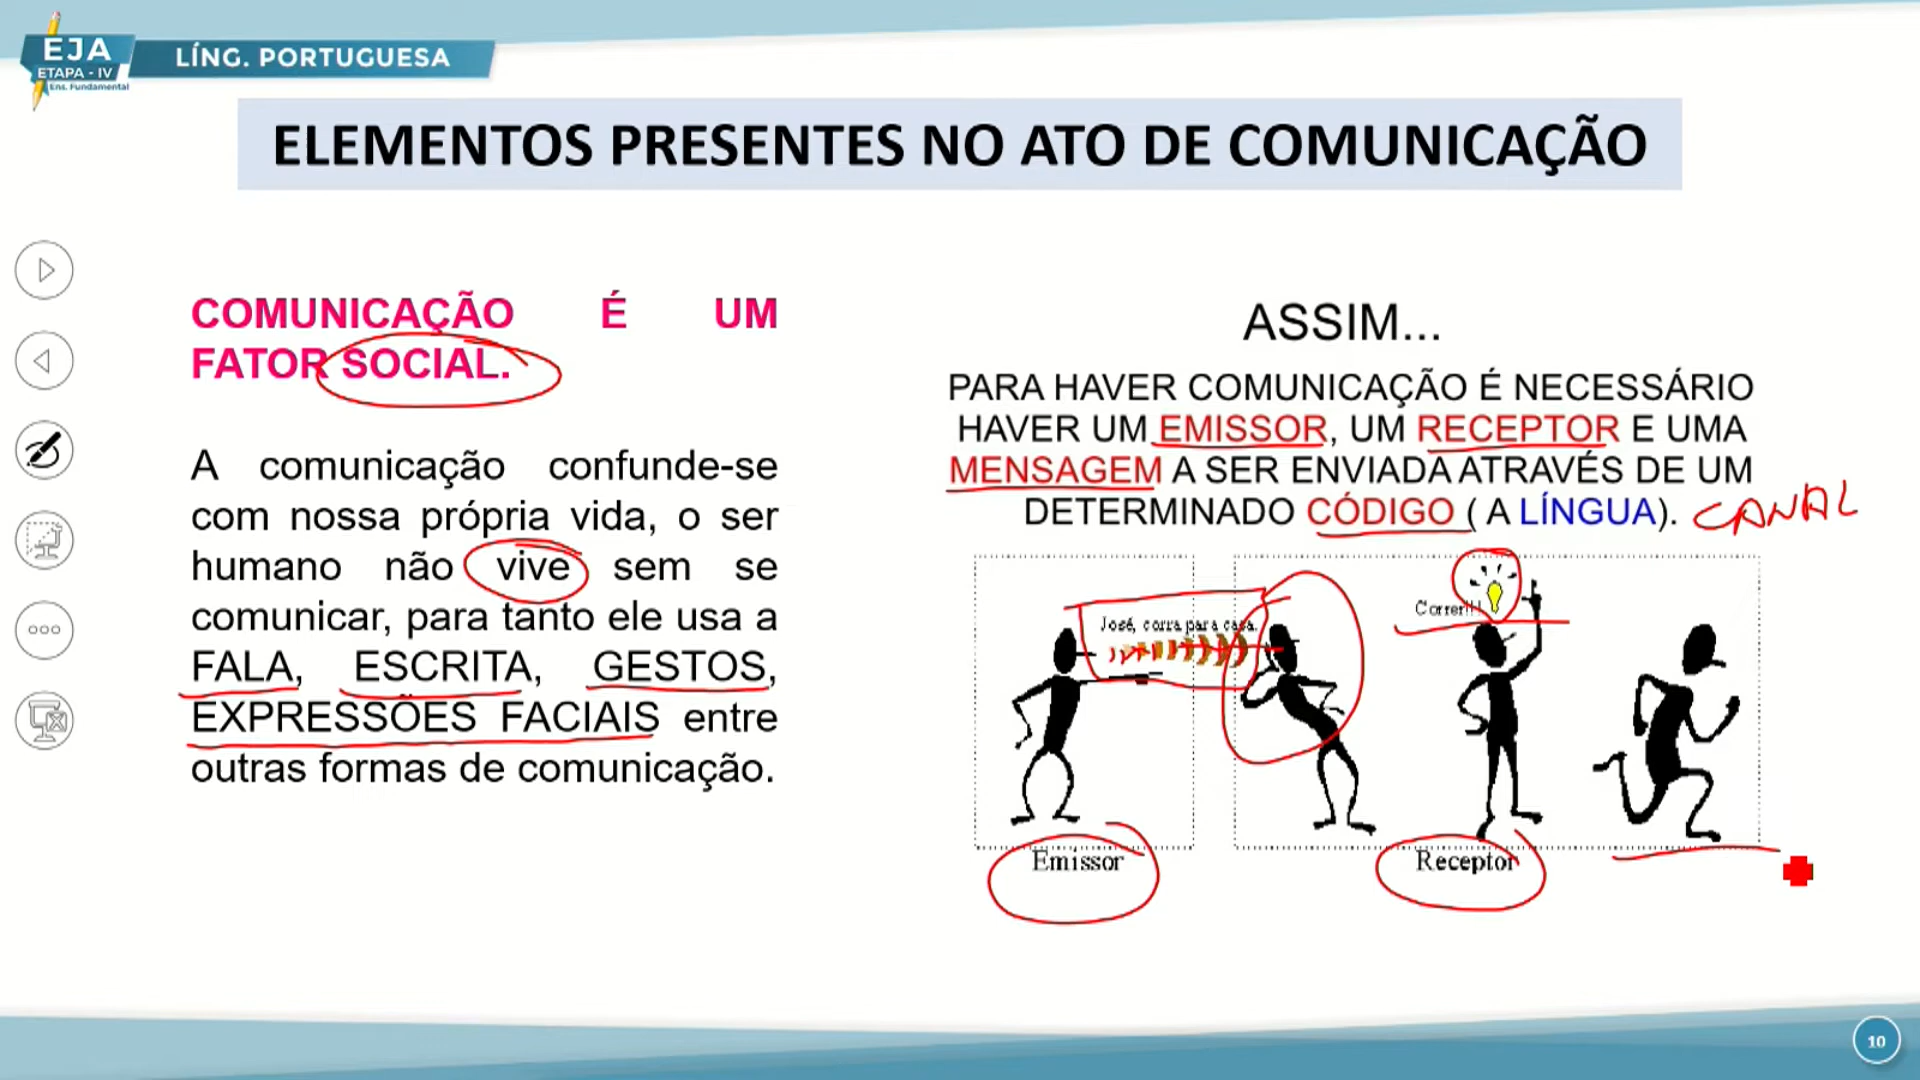 EJA
ETAPA - IV
Ens. Fundamental
LÍNG. PORTUGUESA
ELEMENTOS PRESENTES NO ATO DE COMUNICAÇÃO
COMUNICAÇÃO É UM
FATOR SOCIAL.
A comunicação confunde-se
com nossa própria vida, o ser
humano não vive sem se
comunicar, para tanto ele usa a
FALA, ESCRITA, GESTOS,
EXPRESSÕES FACIAIS entre
outras formas de comunicação.
ASSIM...
PARA HAVER COMUNICAÇÃO É NECESSÁRIO
HAVER UM EMISSOR, UM RECEPTOR E UMA
MENSAGEM A SER ENVIADA ATRAVÉS DE UM
DETERMINADO CÓDIGO ( A LÍNGUA). CANAL
José, corra para casa.
Correr!!!
Emissor
Receptor
10